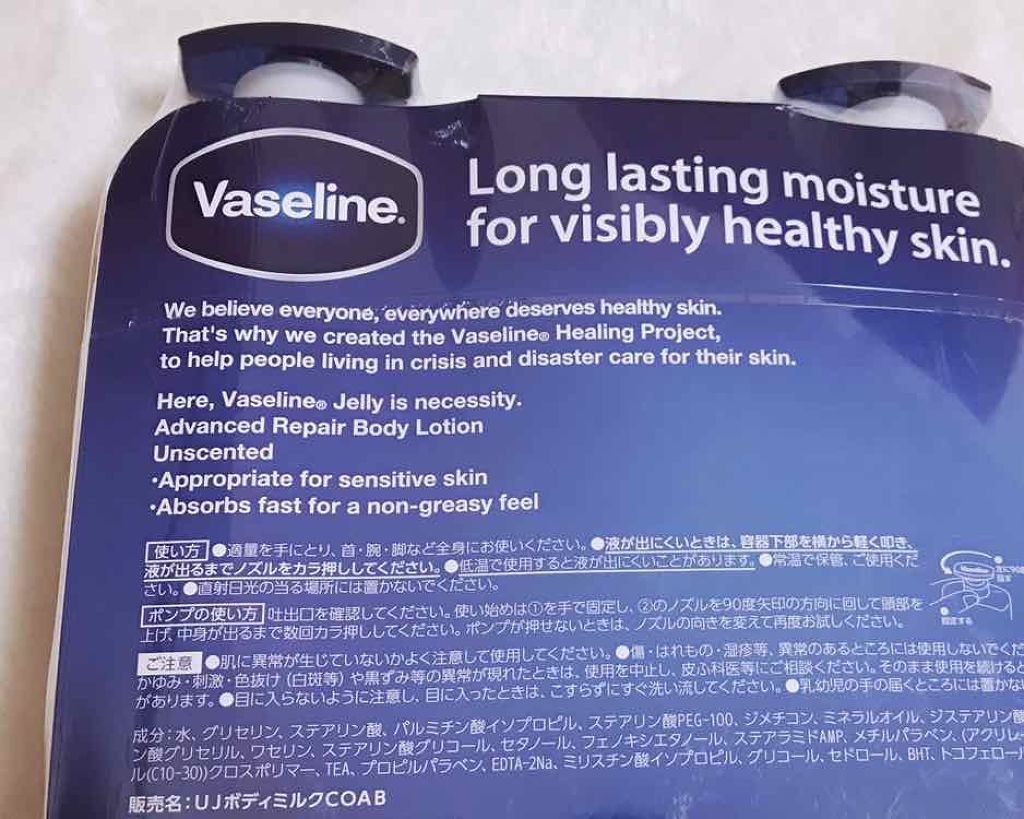 Vaseline.
Long lasting moisture
for visibly healthy skin.
We believe everyone, everywhere deserves healthy skin.
That's why we created the Vaseline® Healing Project,
to help people living in crisis and disaster care for their skin.
Here, Vaseline® Jelly is necessity.
Advanced Repair Body Lotion
Unscented
･Appropriate for sensitive skin
･Absorbs fast for a non-greasy feel
使い方 ●適量を手にとり、首・腕・脚など全身にお使いください。●液が出にくいときは、容器下部を横から軽く叩き、
液が出るまでノズルをカラ押ししてください。●低温で使用すると液が出にくいことがあります。●常温で保管、ご使用くだ
さい。●直射日光の当る場所には置かないでください。
ポンプの使い方 吐出口を確認してください。使い始めは①を手で固定し、②のノズルを90度矢印の方向に回して頭部を
上げ、中身が出るまで数回カラ押ししてください。ポンプが押せないときは、ノズルの向きを変えて再度お試しください。
固定する
ご注意 ●肌に異常が生じていないかよく注意して使用してください。●傷・はれもの・湿疹等、異常のあるところには使用しないでくだ
かゆみ・刺激・色抜け（白斑等）や黒ずみ等の異常が現れたときは、使用を中止し、皮ふ科医等にご相談ください。そのまま使用を続けると
があります。●目に入らないように注意し、目に入ったときは、こすらずにすぐ洗い流してください。●乳幼児の手の届くところには置かな
成分：水、グリセリン、ステアリン酸、パルミチン酸イソプロピル、ステアリン酸PEG-100、ジメチコン、ミネラルオイル、ジステアリン酸
ン酸グリセリル、ワセリン、ステアリン酸グリコール、セタノール、フェノキシエタノール、ステアラミドAMP、メチルパラベン、(アクリレー
ル(C10-30))クロスポリマー、TEA、プロピルパラベン、EDTA-2Na、ミリスチン酸イソプロピル、グリコール、セドロール、BHT、トコフェロール
販売名：UJボディミルクCOAB